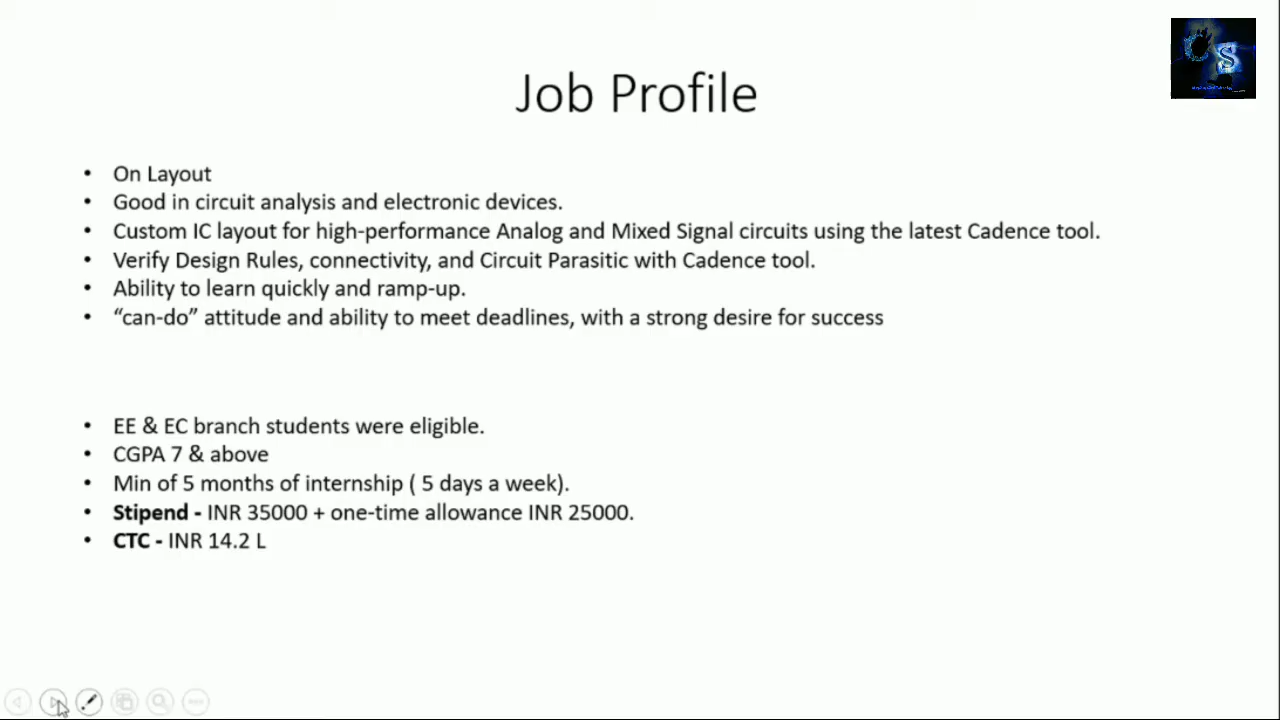 Job Profile
• On Layout
• Good in circuit analysis and electronic devices.
• Custom IC layout for high-performance Analog and Mixed Signal circuits using the latest Cadence tool.
• Verify Design Rules, connectivity, and Circuit Parasitic with Cadence tool.
• Ability to learn quickly and ramp-up.
• “can-do” attitude and ability to meet deadlines, with a strong desire for success
• EE & EC branch students were eligible.
• CGPA 7 & above
• Min of 5 months of internship ( 5 days a week).
• Stipend - INR 35000 + one-time allowance INR 25000.
• CTC - INR 14.2 L
CS